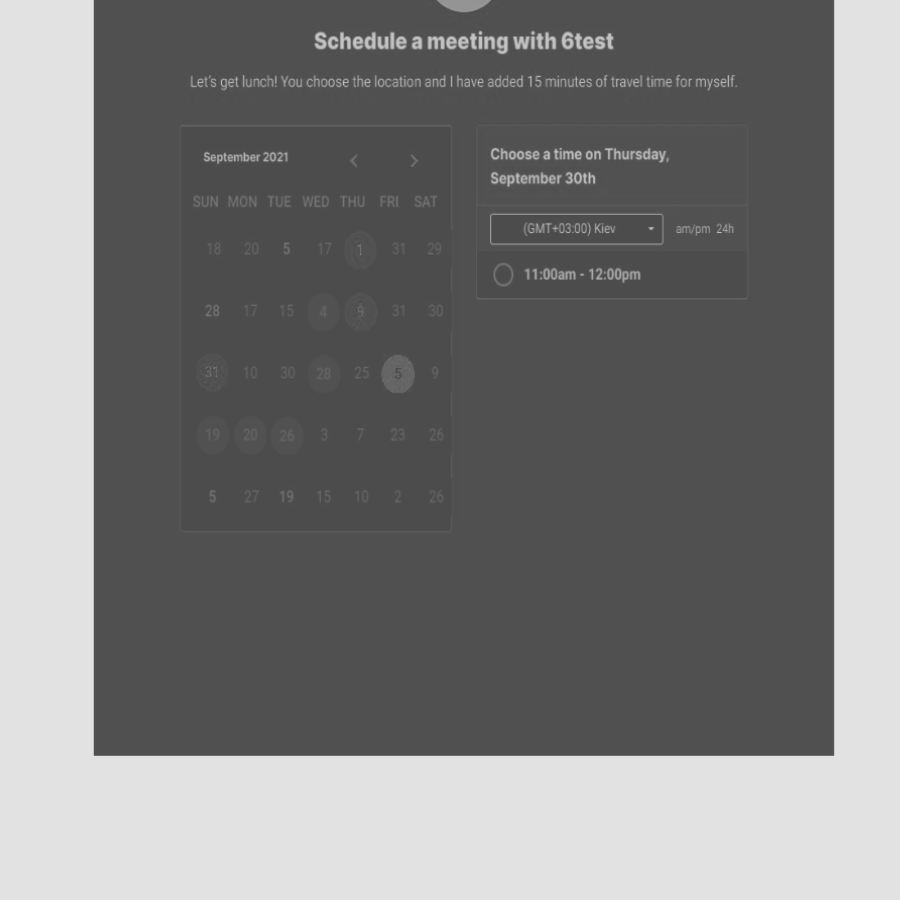 Schedule a meeting with 6test
Let's get lunch! You choose the location and I have added 15 minutes of travel time for myself.
September 2021
SUN MON TUE WED THU FRI SAT
18 20 5 17 1 31 29
28 17 15 4 9 31 30
31 10 30 28 25 5 9
19 20 26 3 7 23 26
5 27 19 15 10 2 26
Choose a time on Thursday,
September 30th
(GMT+03:00) Kiev am/pm 24h
11:00am - 12:00pm